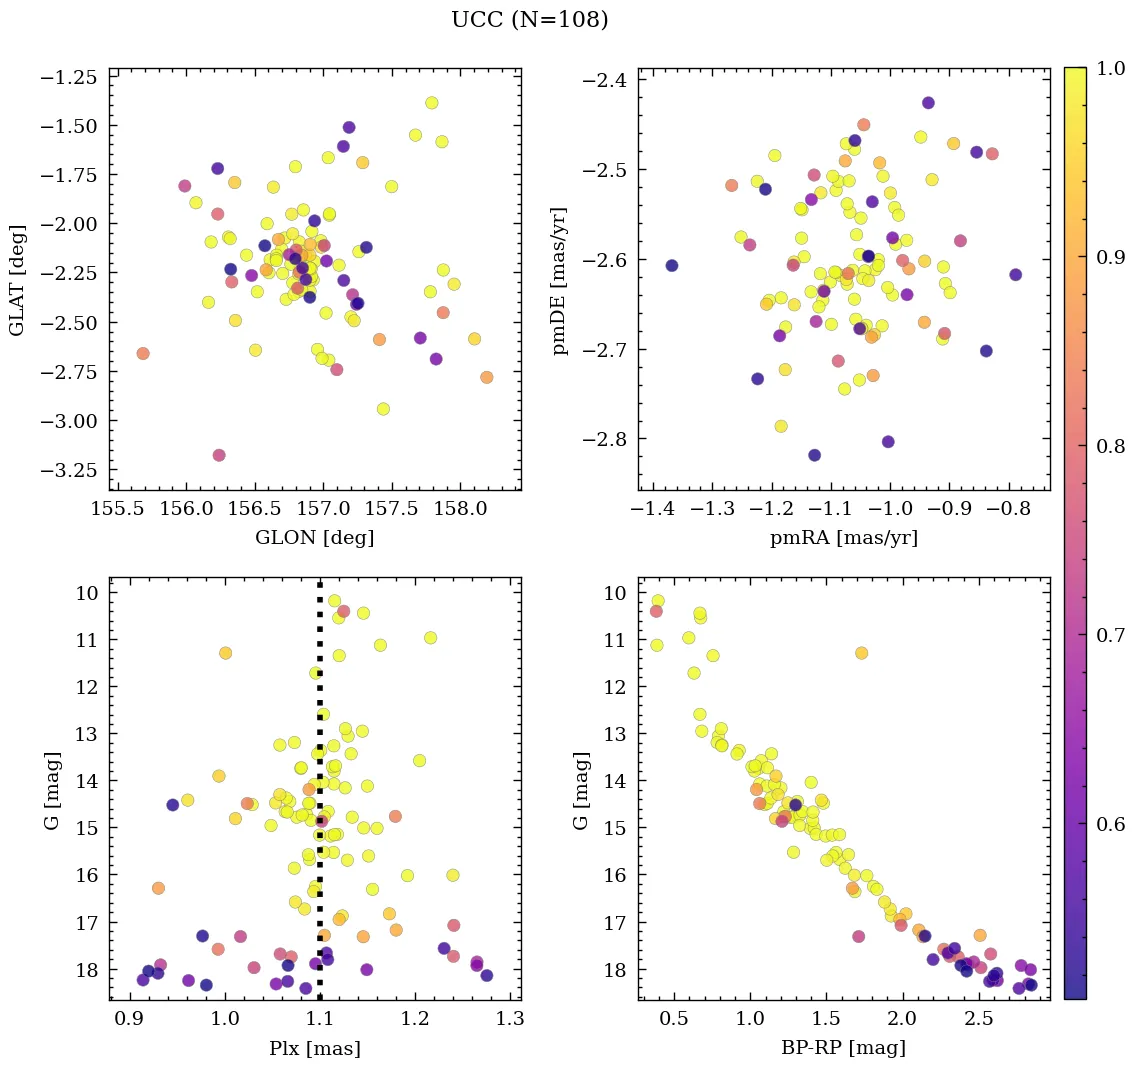 UCC (N=108)
−1.25
−1.50
−1.75
−2.00
−2.25
−2.50
−2.75
−3.00
−3.25
GLAT [deg]
155.5 156.0 156.5 157.0 157.5 158.0
GLON [deg]
−2.4
−2.5
−2.6
−2.7
−2.8
pmDE [mas/yr]
−1.4 −1.3 −1.2 −1.1 −1.0 −0.9 −0.8
pmRA [mas/yr]
10
11
12
13
14
15
16
17
18
G [mag]
0.9 1.0 1.1 1.2 1.3
Plx [mas]
10
11
12
13
14
15
16
17
18
G [mag]
0.5 1.0 1.5 2.0 2.5
BP-RP [mag]
1.0
0.9
0.8
0.7
0.6